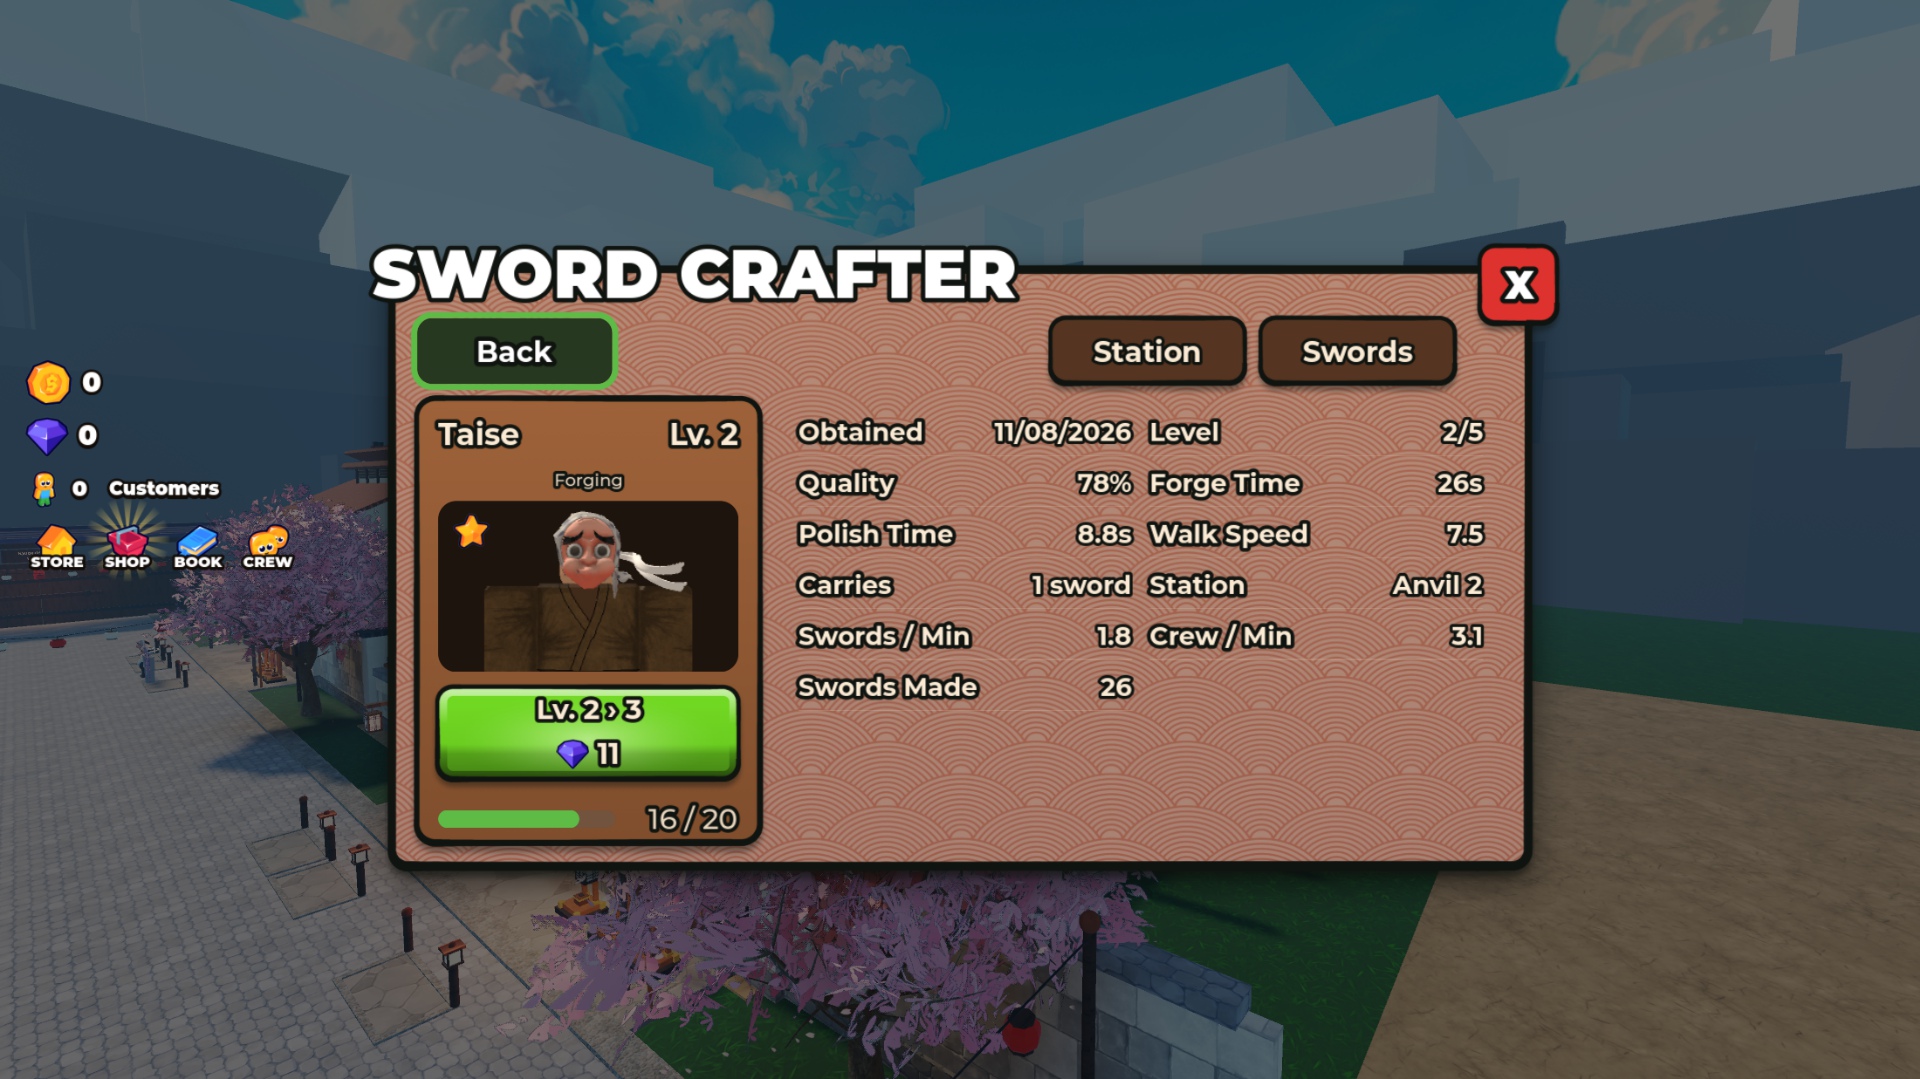 SWORD CRAFTER
X
Back
Station
Swords
Taise
Lv. 2
Forging
Lv. 2 › 3
11
16 / 20
Obtained 11/08/2026
Level 2/5
Quality 78%
Forge Time 26s
Polish Time 8.8s
Walk Speed 7.5
Carries 1 sword
Station Anvil 2
Swords / Min 1.8
Crew / Min 3.1
Swords Made 26
0
0
0 Customers
STORE
SHOP
BOOK
CREW